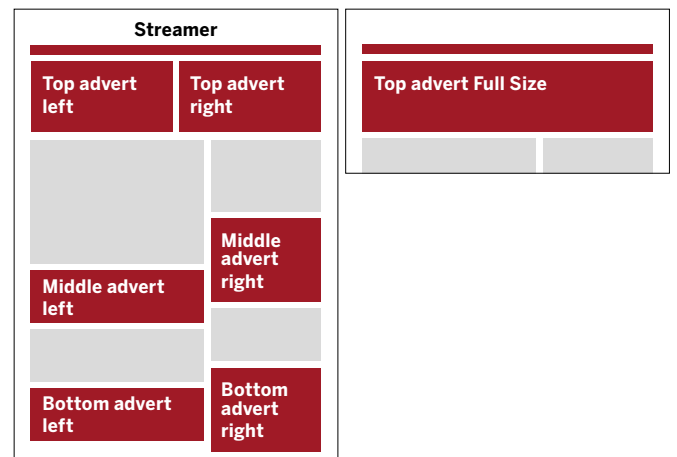 Streamer
Top advert
left
Top advert
right
Middle
advert
right
Middle advert
left
Bottom advert
left
Bottom
advert
right
Top advert Full Size